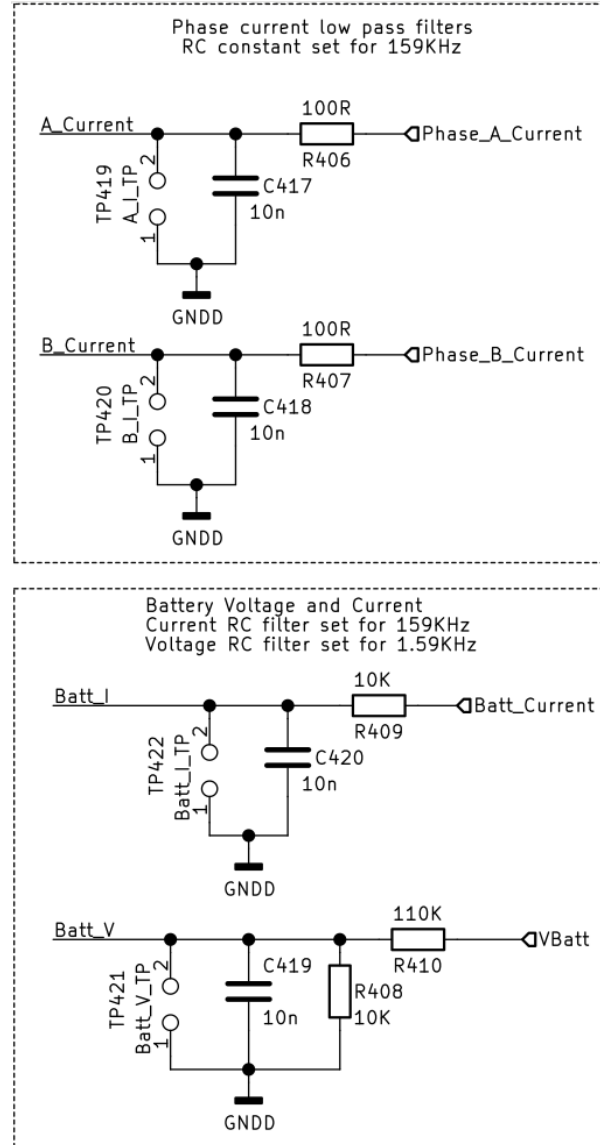 Phase current low pass filters
RC constant set for 159KHz
100R
A_Current
Phase_A_Current
R406
TP419
A_I_TP
2
1
C417
10n
GNDD
100R
B_Current
Phase_B_Current
R407
TP420
B_I_TP
2
1
C418
10n
GNDD
Battery Voltage and Current
Current RC filter set for 159KHz
Voltage RC filter set for 1.59KHz
10K
Batt_I
Batt_Current
R409
TP422
Batt_I_TP
2
1
C420
10n
GNDD
110K
Batt_V
VBatt
R410
TP421
Batt_V_TP
2
1
C419
10n
R408
10K
GNDD